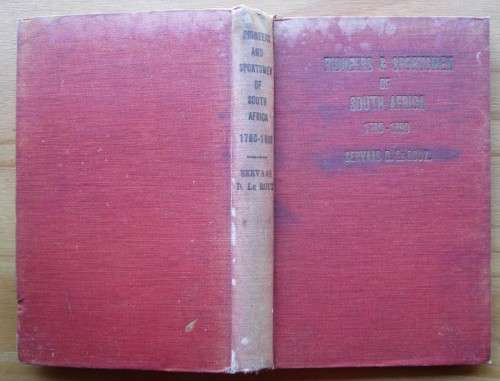 PIONEERS
AND
SPORTSMEN
OF
SOUTH
AFRICA
1760-1890
SERVAAS
D. LE ROUX
PIONEERS & SPORTSMEN
OF
SOUTH AFRICA
1760-1890
SERVAAS D. LE ROUX